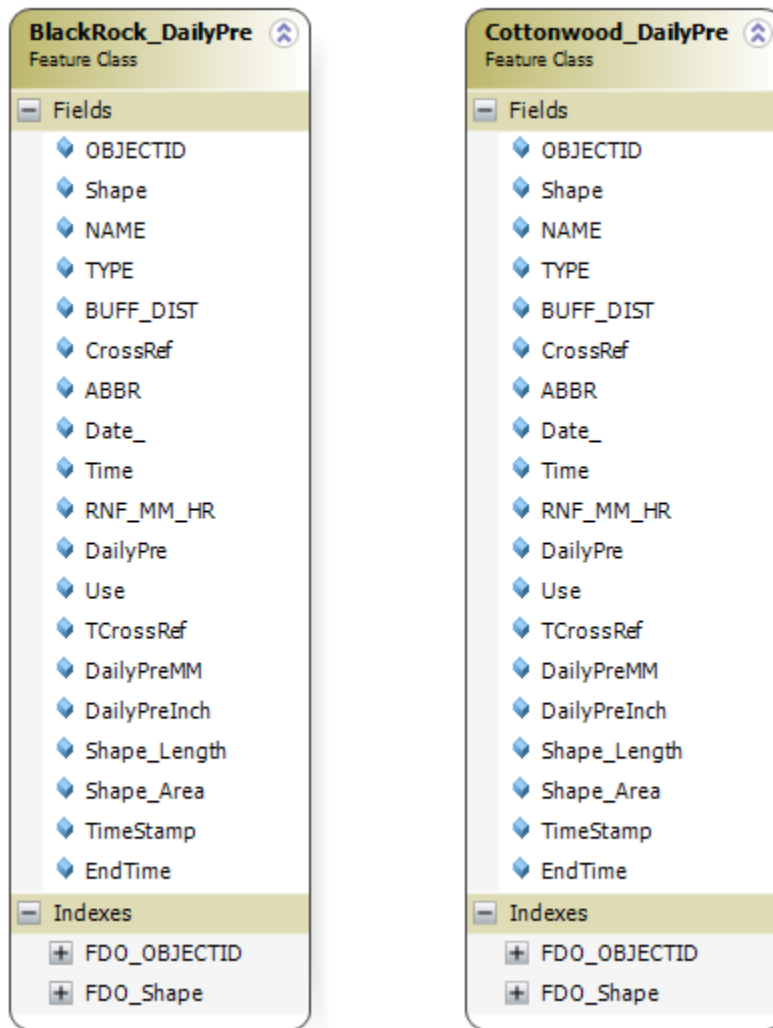 BlackRock_DailyPre
Feature Class
Fields
OBJECTID
Shape
NAME
TYPE
BUFF_DIST
CrossRef
ABBR
Date_
Time
RNF_MM_HR
DailyPre
Use
TCrossRef
DailyPreMM
DailyPreInch
Shape_Length
Shape_Area
TimeStamp
EndTime
Indexes
FDO_OBJECTID
FDO_Shape
Cottonwood_DailyPre
Feature Class
Fields
OBJECTID
Shape
NAME
TYPE
BUFF_DIST
CrossRef
ABBR
Date_
Time
RNF_MM_HR
DailyPre
Use
TCrossRef
DailyPreMM
DailyPreInch
Shape_Length
Shape_Area
TimeStamp
EndTime
Indexes
FDO_OBJECTID
FDO_Shape